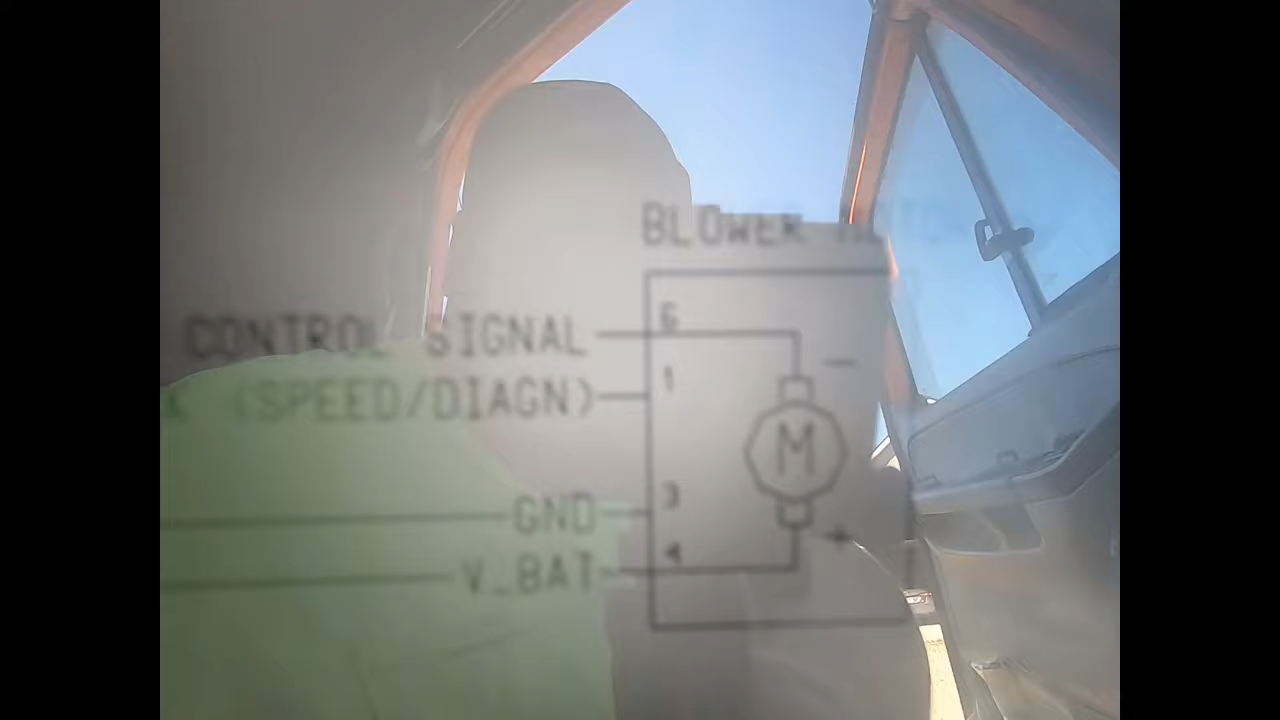 BLOWER
CONTROL SIGNAL
6
(SPEED/DIAGN)
1
M
GND
3
V_BAT
4
+